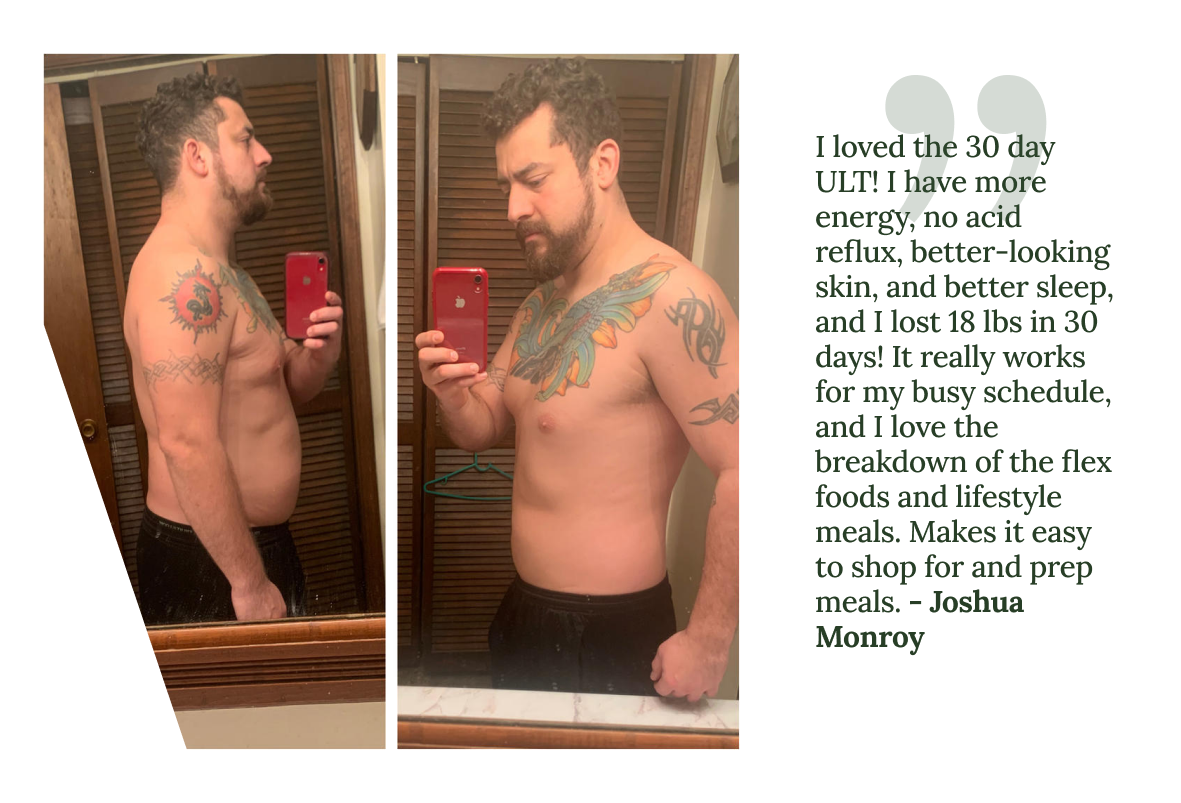 ”
I loved the 30 day
ULT! I have more
energy, no acid
reflux, better-looking
skin, and better sleep,
and I lost 18 lbs in 30
days! It really works
for my busy schedule,
and I love the
breakdown of the flex
foods and lifestyle
meals. Makes it easy
to shop for and prep
meals. - Joshua
Monroy